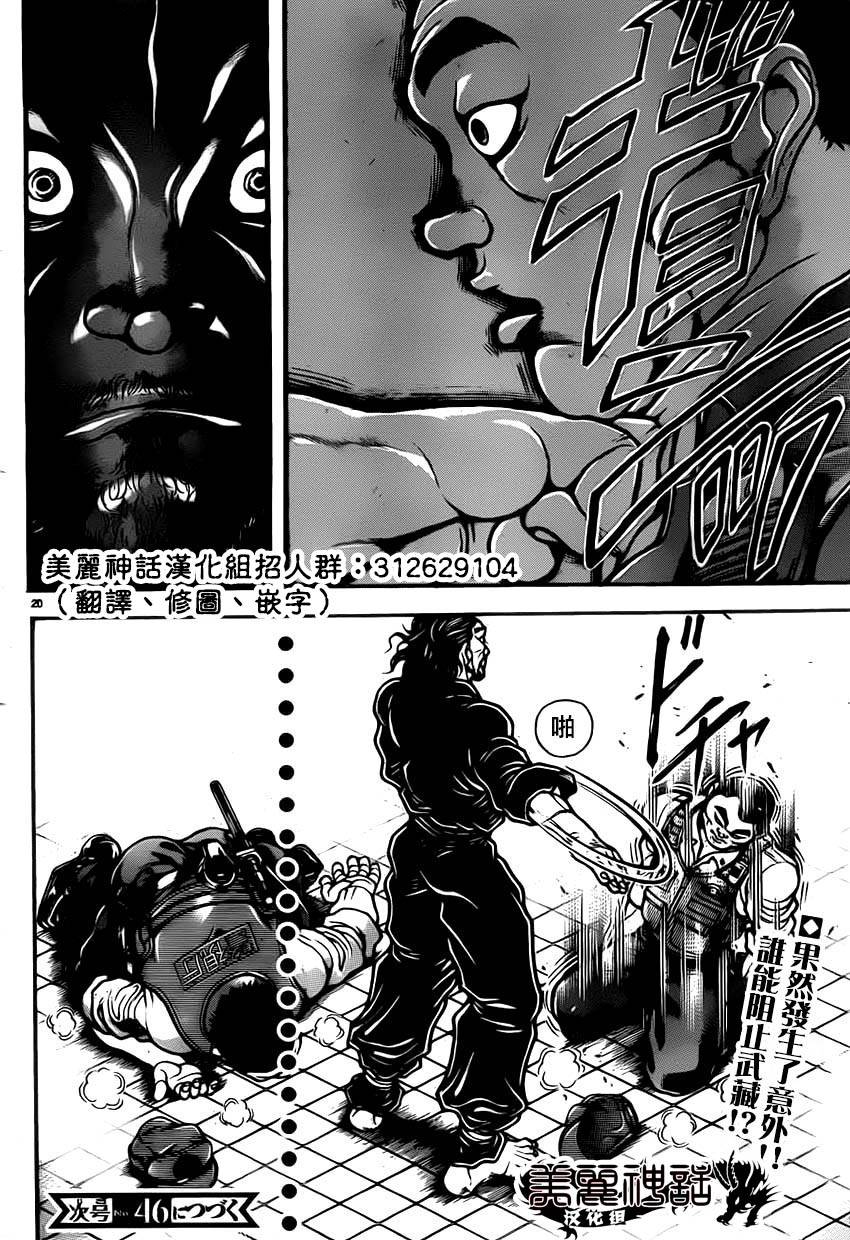 ギョロッ
美麗神話漢化組招人群：312629104
（翻譯、修圖、嵌字）
20
ドチャ
啪
◆果然發生了意外!!
誰能阻止武藏!?
美麗神話
汉化组
次号No.46につづく